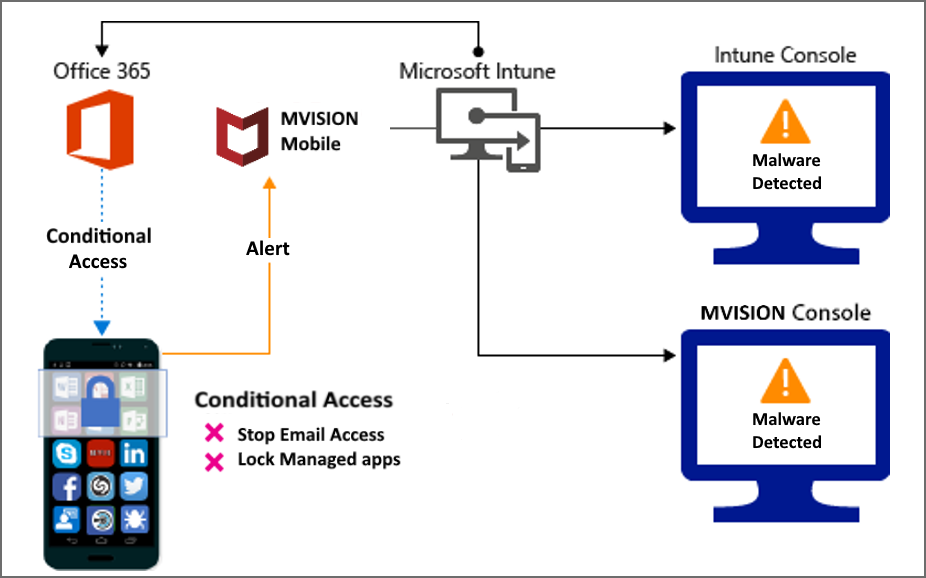 Office 365
Microsoft Intune
Intune Console
MVISION
Mobile
Malware
Detected
Conditional
Access
Alert
MVISION Console
Conditional Access
Stop Email Access
Lock Managed apps
Malware
Detected